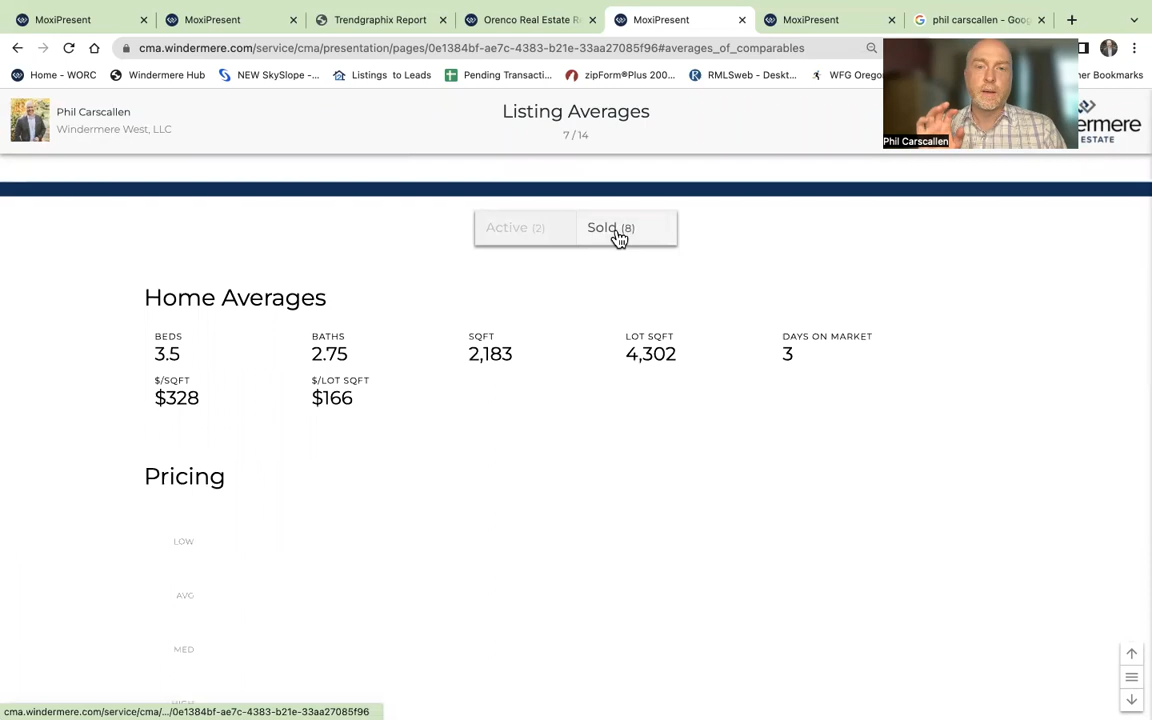 MoxiPresent
MoxiPresent
Trendgraphix Report
Orenco Real Estate R
MoxiPresent
MoxiPresent
phil carscallen - Goog
cma.windermere.com/service/cma/presentation/pages/0e1384bf-ae7c-4383-b21e-33aa27085f96#averages_of_comparables
Home - WORC
Windermere Hub
NEW SkySlope -...
Listings to Leads
Pending Transacti...
zipForm®Plus 200...
RMLSweb - Deskt...
WFG Orego
er Bookmarks
Phil Carscallen
Windermere West, LLC
Listing Averages
7 / 14
Phil Carscallen
ermere
ESTATE
Active (2)
Sold (8)
Home Averages
BEDS
3.5
BATHS
2.75
SQFT
2,183
LOT SQFT
4,302
DAYS ON MARKET
3
$/SQFT
$328
$/LOT SQFT
$166
Pricing
LOW
AVG
MED
HIGH
cma.windermere.com/service/cma/.../0e1384bf-ae7c-4383-b21e-33aa27085f96